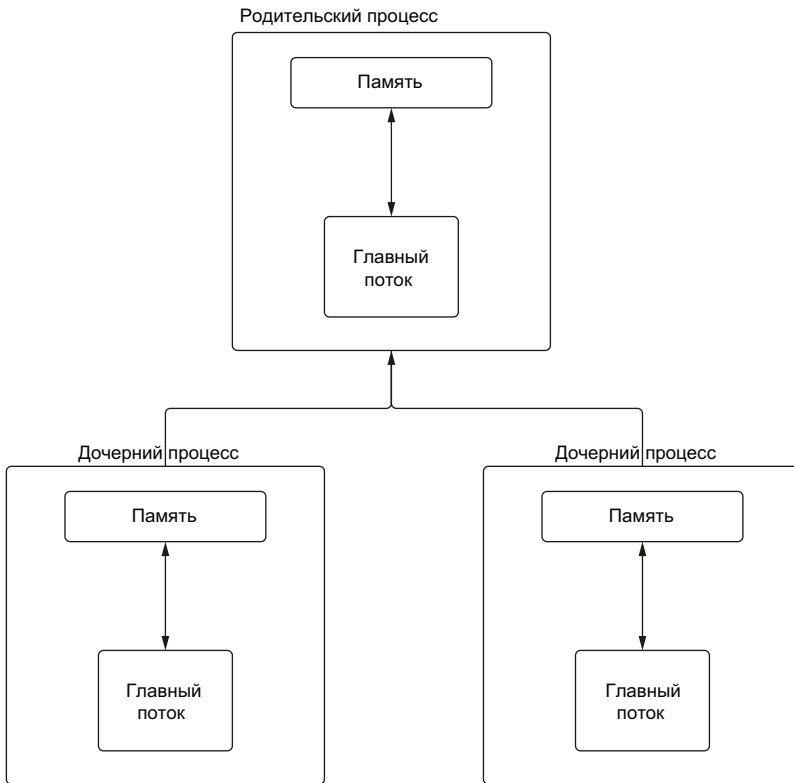 Родительский процесс
Память
Главный
поток
Дочерний процесс
Память
Главный
поток
Дочерний процесс
Память
Главный
поток